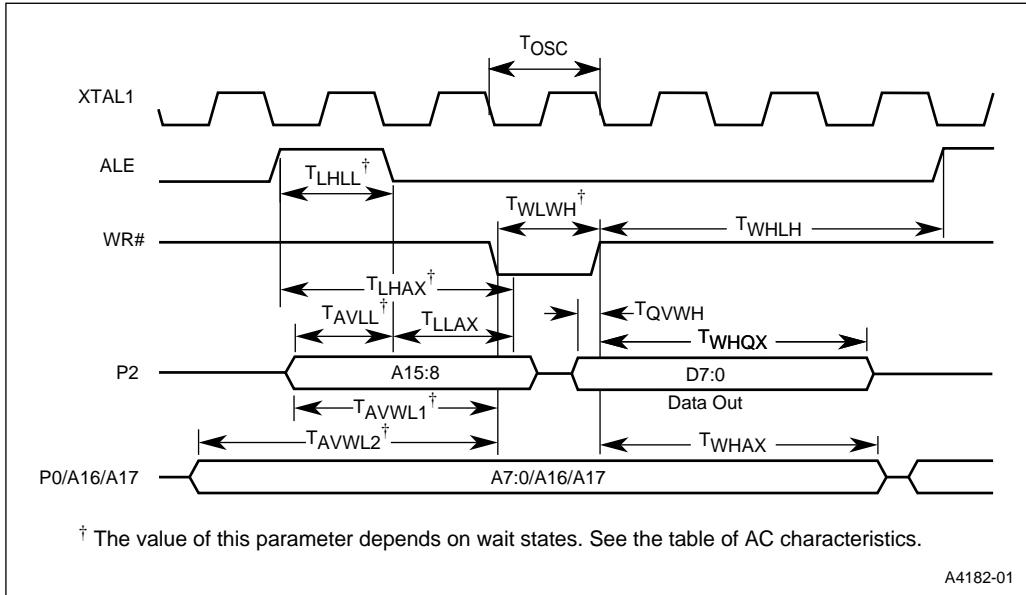 TOSC
XTAL1
ALE
TLHLL†
TWLWH†
TWHLH
WR#
TLHAX†
TAVLL†
TLLAX
TQVWH
TWHQX
P2
A15:8
D7:0
Data Out
TAVWL1†
TAVWL2†
TWHAX
P0/A16/A17
A7:0/A16/A17
† The value of this parameter depends on wait states. See the table of AC characteristics.
A4182-01